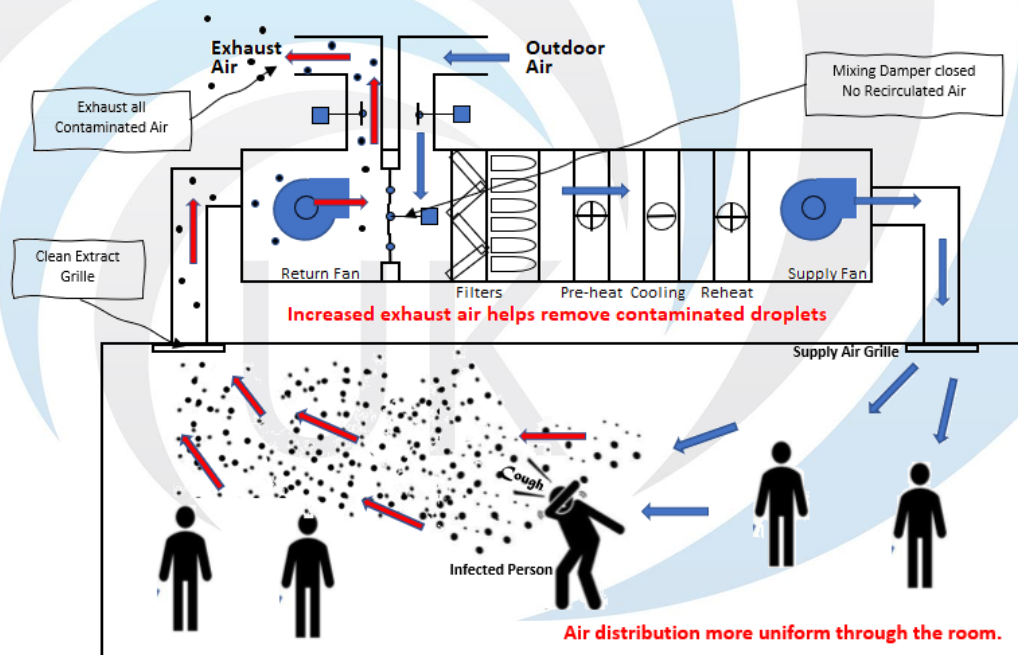 Exhaust
Air
Outdoor
Air
Mixing Damper closed
No Recirculated Air
Exhaust all
Contaminated Air
Clean Extract
Grille
Return Fan
Supply Fan
Filters
Pre-heat
Cooling
Reheat
Increased exhaust air helps remove contaminated droplets
Supply Air Grille
Cough
Infected Person
Air distribution more uniform through the room.
UK